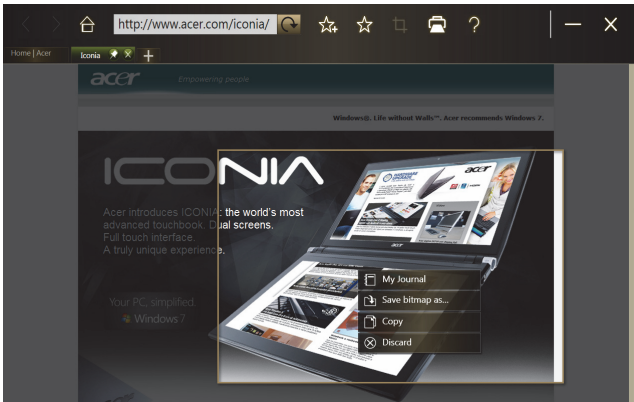 http://www.acer.com/iconia/
Home | Acer
Iconia
acer
Empowering people
Windows®. Life without Walls™. Acer recommends Windows 7.
ICONIA
acer
Acer introduces ICONIA: the world's most
advanced touchbook. Dual screens.
Full touch interface.
A truly unique experience.
acer
My Journal
Save bitmap as...
Copy
Discard
Your PC, simplified.
Windows 7